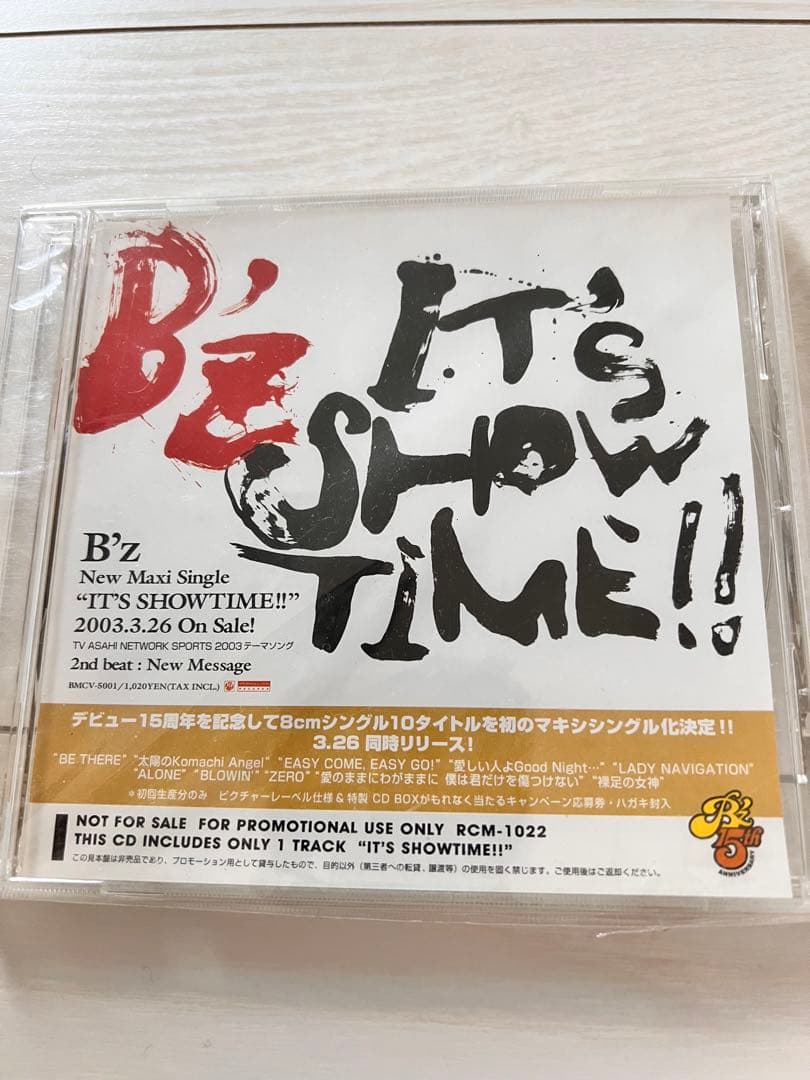 B'z
IT'S
SHOW
TIME!!
B'z
New Maxi Single
“IT'S SHOWTIME!!”
2003.3.26 On Sale!
TV ASAHI NETWORK SPORTS 2003テーマソング
2nd beat : New Message
BMCV-5001/1,020YEN(TAX INCL.)
デビュー15周年を記念して8cmシングル10タイトルを初のマキシシングル化決定!!
3.26 同時リリース!
“BE THERE” “太陽のKomachi Angel” “EASY COME, EASY GO!” “愛しい人よGood Night…” “LADY NAVIGATION”
“ALONE” “BLOWIN'” “ZERO” “愛のままにわがままに 僕は君だけを傷つけない” “裸足の女神”
＊初回生産分のみ ピクチャーレーベル仕様&特製 CD BOXがもれなく当たるキャンペーン応募券・ハガキ封入
NOT FOR SALE FOR PROMOTIONAL USE ONLY RCM-1022
THIS CD INCLUDES ONLY 1 TRACK “IT'S SHOWTIME!!”
この見本盤は非売品であり、プロモーション用として貸与したもので、目的以外（第三者への転貸、譲渡等）の使用を固く禁じます。ご使用後はご返却ください。
B'z
15th
ANNIVERSARY